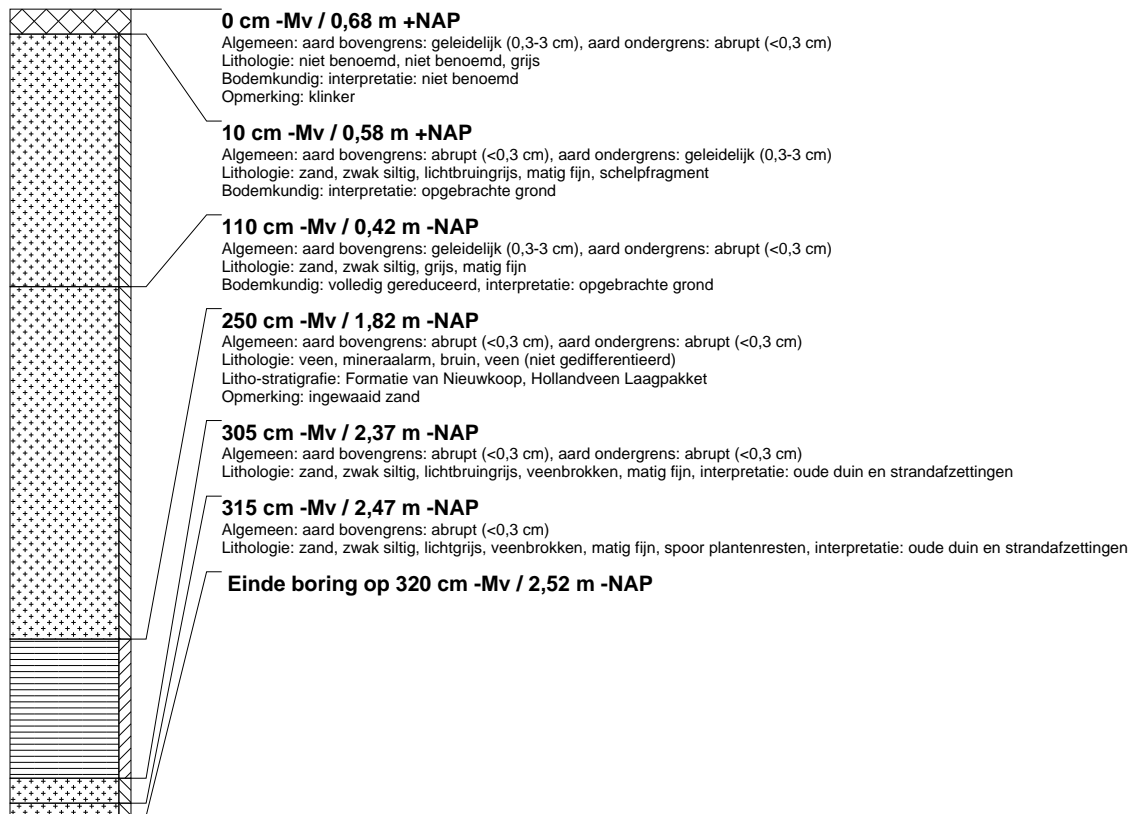 0 cm -Mv / 0,68 m +NAP
Algemeen: aard bovengrens: geleidelijk (0,3-3 cm), aard ondergrens: abrupt (<0,3 cm)
Lithologie: niet benoemd, niet benoemd, grijs
Bodemkundig: interpretatie: niet benoemd
Opmerking: klinker
10 cm -Mv / 0,58 m +NAP
Algemeen: aard bovengrens: abrupt (<0,3 cm), aard ondergrens: geleidelijk (0,3-3 cm)
Lithologie: zand, zwak siltig, lichtbruingrijs, matig fijn, schelpfragment
Bodemkundig: interpretatie: opgebrachte grond
110 cm -Mv / 0,42 m -NAP
Algemeen: aard bovengrens: geleidelijk (0,3-3 cm), aard ondergrens: abrupt (<0,3 cm)
Lithologie: zand, zwak siltig, grijs, matig fijn
Bodemkundig: volledig gereduceerd, interpretatie: opgebrachte grond
250 cm -Mv / 1,82 m -NAP
Algemeen: aard bovengrens: abrupt (<0,3 cm), aard ondergrens: abrupt (<0,3 cm)
Lithologie: veen, mineraalarm, bruin, veen (niet gedifferentieerd)
Litho-stratigrafie: Formatie van Nieuwkoop, Hollandveen Laagpakket
Opmerking: ingewaaid zand
305 cm -Mv / 2,37 m -NAP
Algemeen: aard bovengrens: abrupt (<0,3 cm), aard ondergrens: abrupt (<0,3 cm)
Lithologie: zand, zwak siltig, lichtbruingrijs, veenbrokken, matig fijn, interpretatie: oude duin en strandafzettingen
315 cm -Mv / 2,47 m -NAP
Algemeen: aard bovengrens: abrupt (<0,3 cm)
Lithologie: zand, zwak siltig, lichtgrijs, veenbrokken, matig fijn, spoor plantenresten, interpretatie: oude duin en strandafzettingen
Einde boring op 320 cm -Mv / 2,52 m -NAP